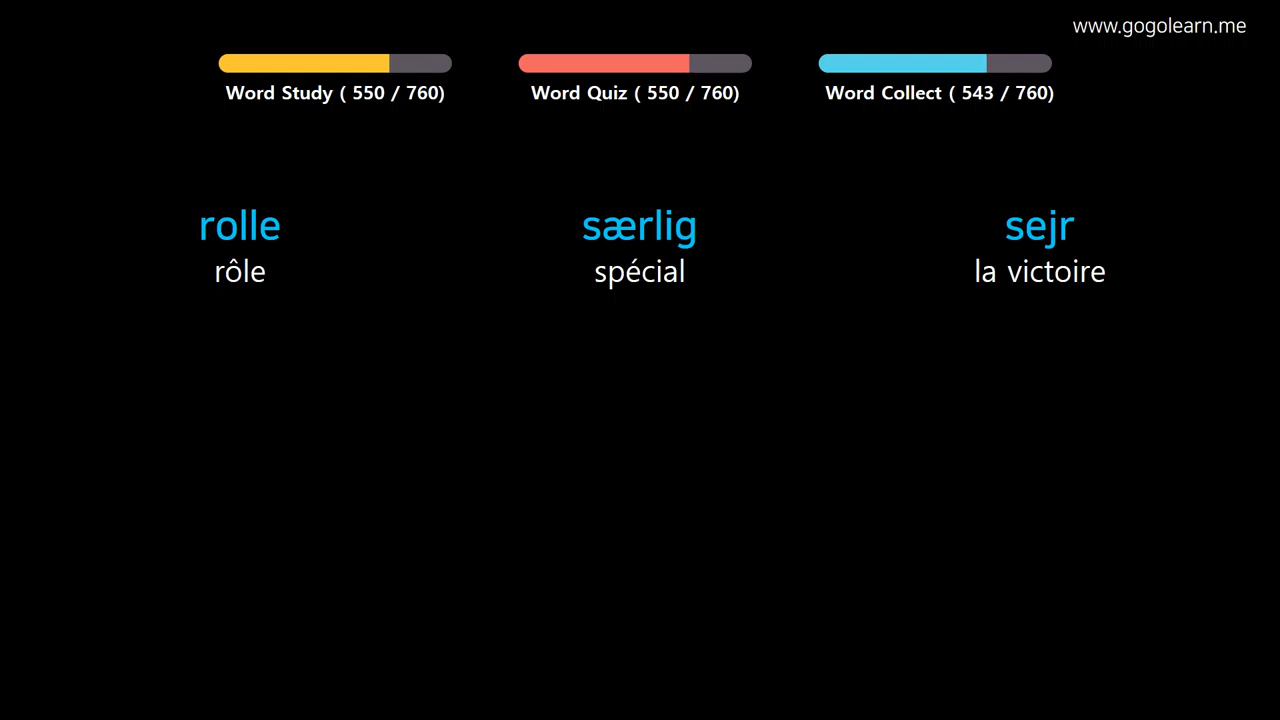 www.gogolearn.me
Word Study ( 550 / 760)
Word Quiz ( 550 / 760)
Word Collect ( 543 / 760)
rolle
rôle
særlig
spécial
sejr
la victoire